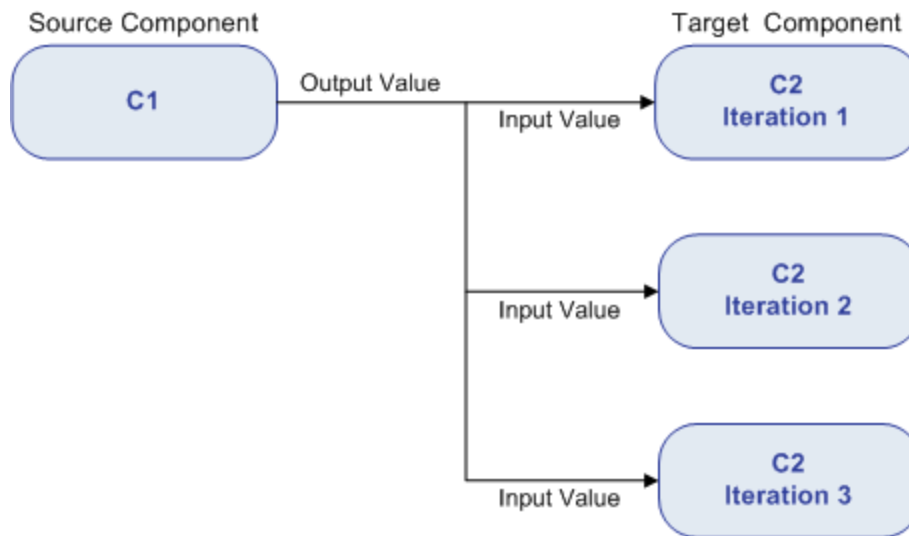 Source Component
Target Component
C1
Output Value
Input Value
C2
Iteration 1
Input Value
C2
Iteration 2
Input Value
C2
Iteration 3